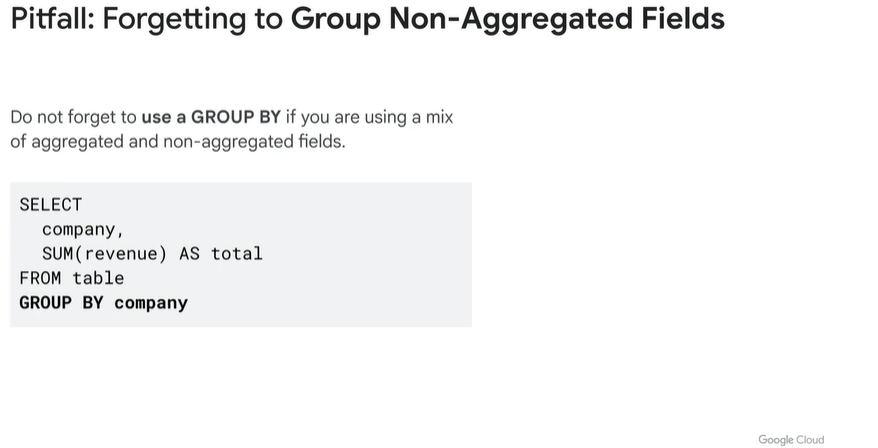 Pitfall: Forgetting to Group Non-Aggregated Fields
Do not forget to use a GROUP BY if you are using a mix
of aggregated and non-aggregated fields.
SELECT
company,
SUM(revenue) AS total
FROM table
GROUP BY company
Google Cloud